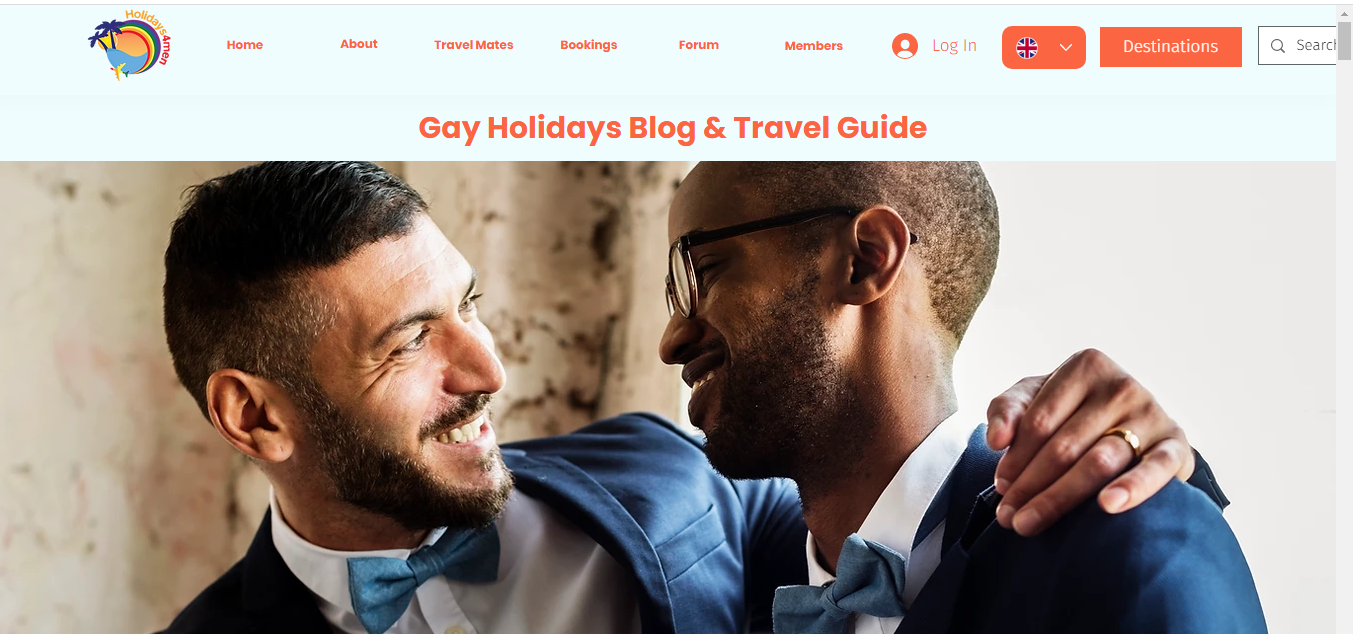 Holidays4men
Home
About
Travel Mates
Bookings
Forum
Members
Log In
Destinations
Search
Gay Holidays Blog & Travel Guide